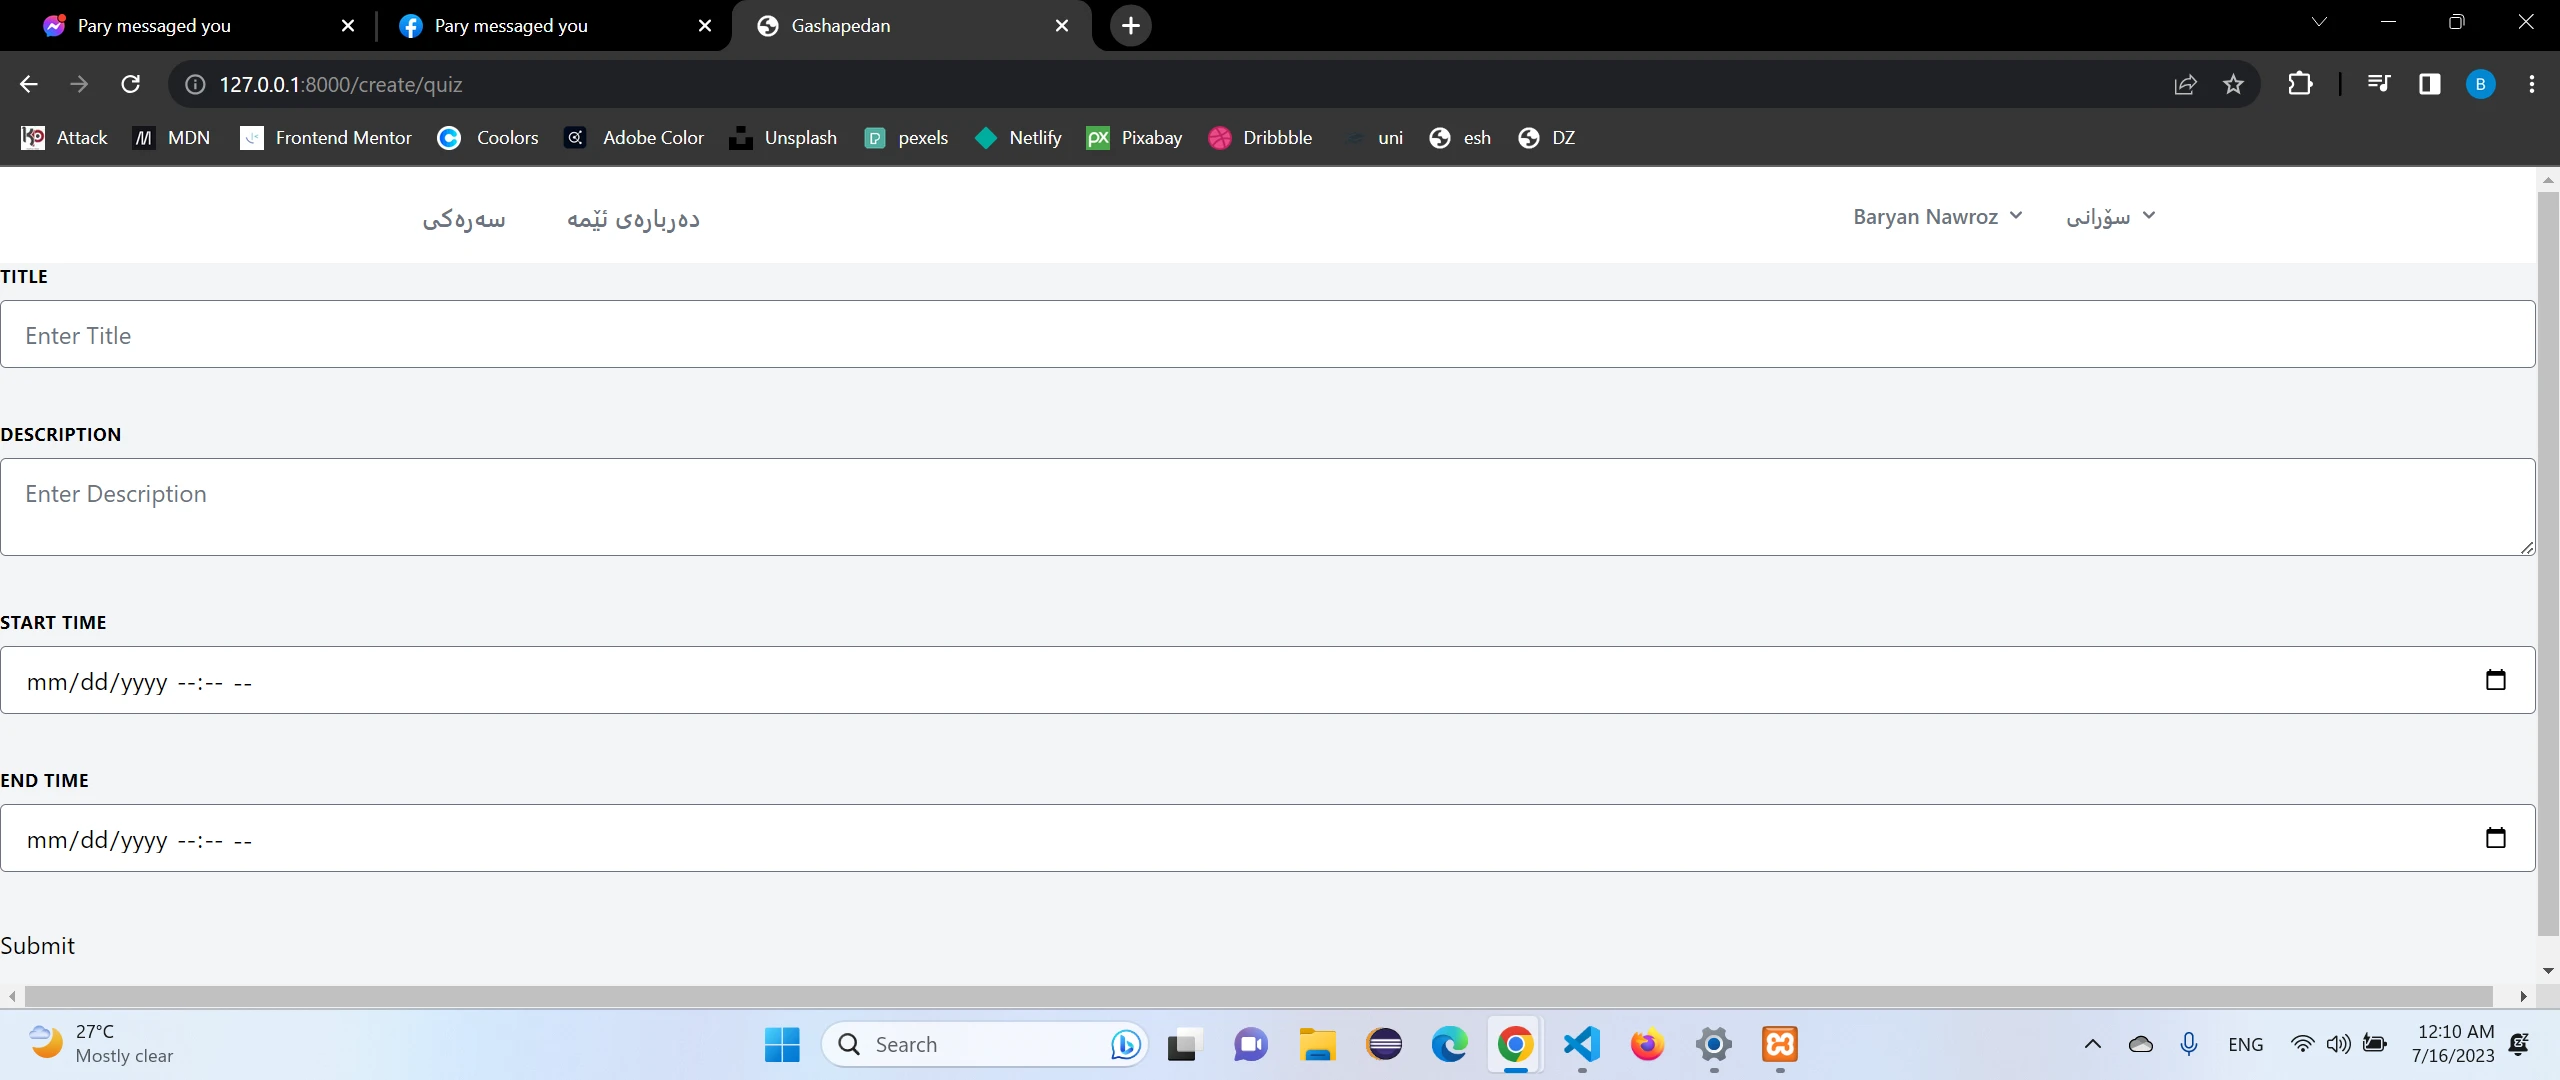 Pary messaged you
Pary messaged you
Gashapedan
127.0.0.1:8000/create/quiz
B
Attack
MDN
Frontend Mentor
Coolors
Adobe Color
Unsplash
pexels
Netlify
Pixabay
Dribbble
uni
esh
DZ
سەرەکی
دەربارەی ئێمە
Baryan Nawroz
سۆرانی
TITLE
Enter Title
DESCRIPTION
Enter Description
START TIME
mm/dd/yyyy --:-- --
END TIME
mm/dd/yyyy --:-- --
Submit
27°C
Mostly clear
Search
ENG
12:10 AM
7/16/2023